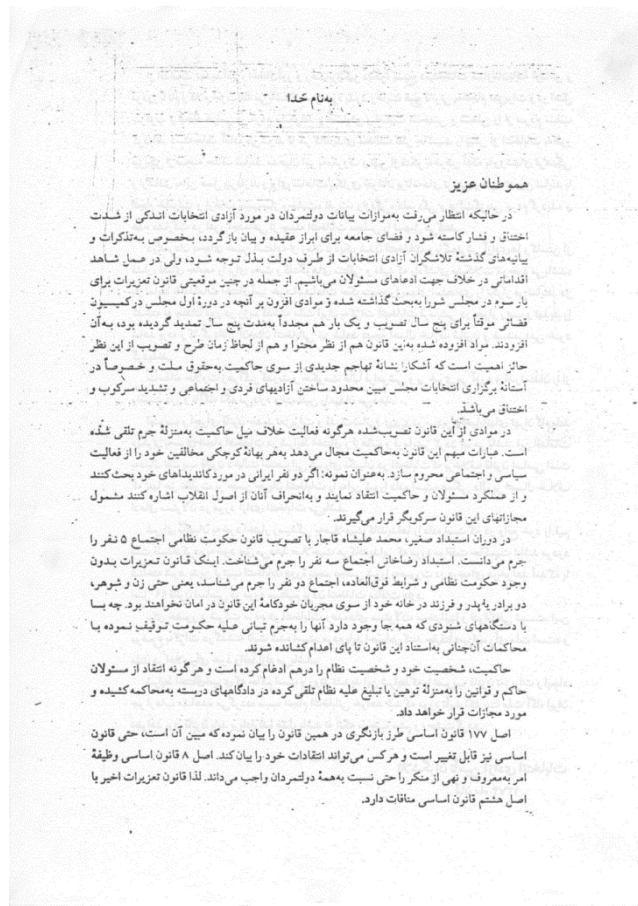 به‌نام خدا
هموطنان عزیز
در حالیکه انتظار می‌رفت به‌موازات بیانات دولتمردان در مورد آزادی انتخابات اندکی از شدت
اختناق و فشار کاسته شود و فضای جامعه برای ابراز عقیده و بیان بازگردد، بخصوص به‌تذکرات و
بیانیه‌های گذشتهٔ تلاشگران آزادی انتخابات از طرف دولت بذل توجه شود، ولی در عمل شاهد
اقداماتی در خلاف جهت ادعاهای مسئولان می‌باشیم. از جمله در چنین موقعیتی قانون تعزیرات برای
بار سوم در مجلس شورا به‌بحث گذاشته شده و موادی افزون بر آنچه در دورهٔ اول مجلس در کمیسیون
قضائی موقتاً برای پنج سال تصویب و یک بار هم مجدداً به‌مدت پنج سال تمدید گردیده بود، به‌آن
افزودند. مواد افزوده شده به‌این قانون هم از نظر محتوا و هم از لحاظ زمان طرح و تصویب از این نظر
حائز اهمیت است که آشکارا نشانهٔ تهاجم جدیدی از سوی حاکمیت به‌حقوق ملت و خصوصاً در
آستانهٔ برگزاری انتخابات مجلس مبین محدود ساختن آزادیهای فردی و اجتماعی و تشدید سرکوب و
اختناق می‌باشد.
در موادی از این قانون تصویب‌شده هرگونه فعالیت خلاف میل حاکمیت به‌منزلهٔ جرم تلقی شده
است. عبارات مبهم این قانون به‌حاکمیت مجال می‌دهد به‌هر بهانهٔ کوچکی مخالفین خود را از فعالیت
سیاسی و اجتماعی محروم سازد. به‌عنوان نمونه: اگر دو نفر ایرانی در مورد کاندیداهای خود بحث کنند
و از عملکرد مسئولان و حاکمیت انتقاد نمایند و به‌انحراف آنان از اصول انقلاب اشاره کنند مشمول
مجازاتهای این قانون سرکوبگر قرار می‌گیرند.
در دوران استبداد صغیر، محمد علیشاه قاجار با تصویب قانون حکومت نظامی اجتماع ۵ نفر را
جرم می‌دانست. استبداد رضاخانی اجتماع سه نفر را جرم می‌شناخت. اینک قانون تعزیرات بدون
وجود حکومت نظامی و شرایط فوق‌العاده، اجتماع دو نفر را جرم می‌شناسد، یعنی حتی زن و شوهر،
دو برادر یا پدر و فرزند در خانه خود از سوی مجریان خودکامهٔ این قانون در امان نخواهند بود. چه بسا
با دستگاههای شنودی که همه جا وجود دارد آنها را به‌جرم تبانی علیه حکومت توقیف نموده با
محاکمات آن‌چنانی به‌استناد این قانون تا پای اعدام کشانده شوند.
حاکمیت، شخصیت خود و شخصیت نظام را درهم ادغام کرده است و هرگونه انتقاد از مسئولان
حاکم و قوانین را به‌منزلهٔ توهین یا تبلیغ علیه نظام تلقی کرده در دادگاههای دربسته به‌محاکمه کشیده و
مورد مجازات قرار خواهد داد.
اصل ۱۷۷ قانون اساسی طرز بازنگری در همین قانون را بیان نموده که مبین آن است، حتی قانون
اساسی نیز قابل تغییر است و هر کس می‌تواند انتقادات خود را بیان کند. اصل ۸ قانون اساسی وظیفهٔ
امر به‌معروف و نهی از منکر را حتی نسبت به‌همهٔ دولتمردان واجب می‌داند. لذا قانون تعزیرات اخیر با
اصل هشتم قانون اساسی منافات دارد.